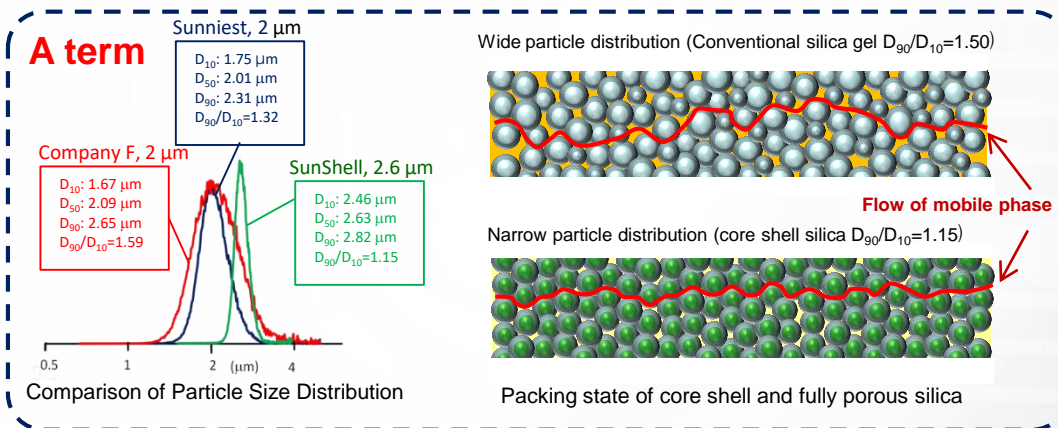 A term
Sunniest, 2 μm
D10: 1.75 μm
D50: 2.01 μm
D90: 2.31 μm
D90/D10=1.32
Company F, 2 μm
D10: 1.67 μm
D50: 2.09 μm
D90: 2.65 μm
D90/D10=1.59
SunShell, 2.6 μm
D10: 2.46 μm
D50: 2.63 μm
D90: 2.82 μm
D90/D10=1.15
0.5 1 2 (μm) 4
Comparison of Particle Size Distribution
Wide particle distribution (Conventional silica gel D90/D10=1.50)
Flow of mobile phase
Narrow particle distribution (core shell silica D90/D10=1.15)
Packing state of core shell and fully porous silica